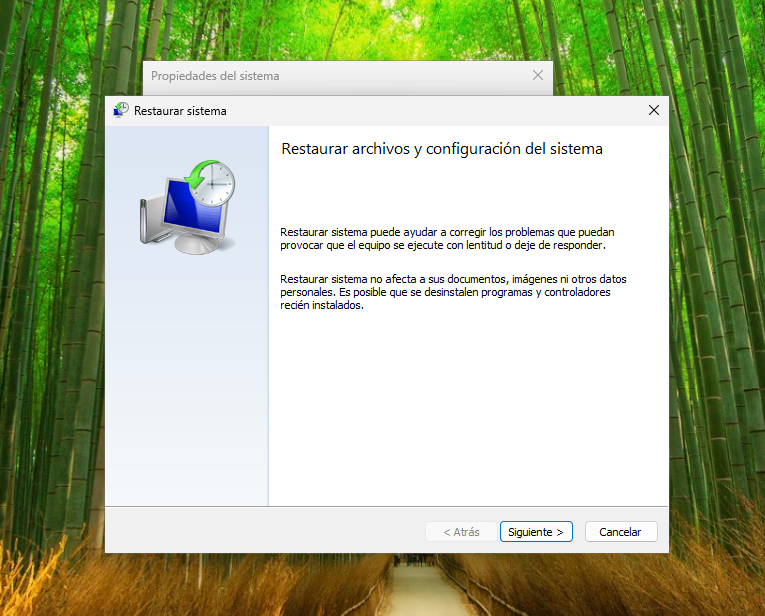 Propiedades del sistema
Restaurar sistema
Restaurar archivos y configuración del sistema
Restaurar sistema puede ayudar a corregir los problemas que puedan
provocar que el equipo se ejecute con lentitud o deje de responder.
Restaurar sistema no afecta a sus documentos, imágenes ni otros datos
personales. Es posible que se desinstalen programas y controladores
recién instalados.
< Atrás
Siguiente >
Cancelar